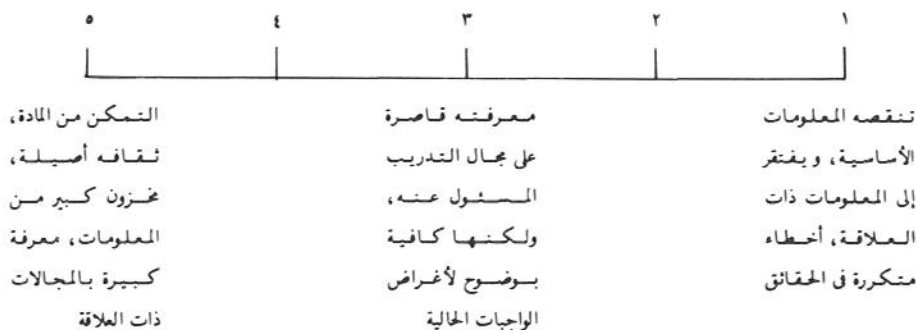 ١ ٢ ٣ ٤ ٥
تنقصه المعلومات
الأساسية، ويفتقر
إلى المعلومات ذات
العلاقة، أخطاء
متكررة فى الحقائق
معرفته قاصرة
على مجال التدريب
المسئول عنه،
ولكنها كافية
بوضوح لأغراض
الواجبات الحالية
التمكن من المادة،
ثقافه أصيلة،
مخزون كبير من
المعلومات، معرفة
كبيرة بالمجالات
ذات العلاقة